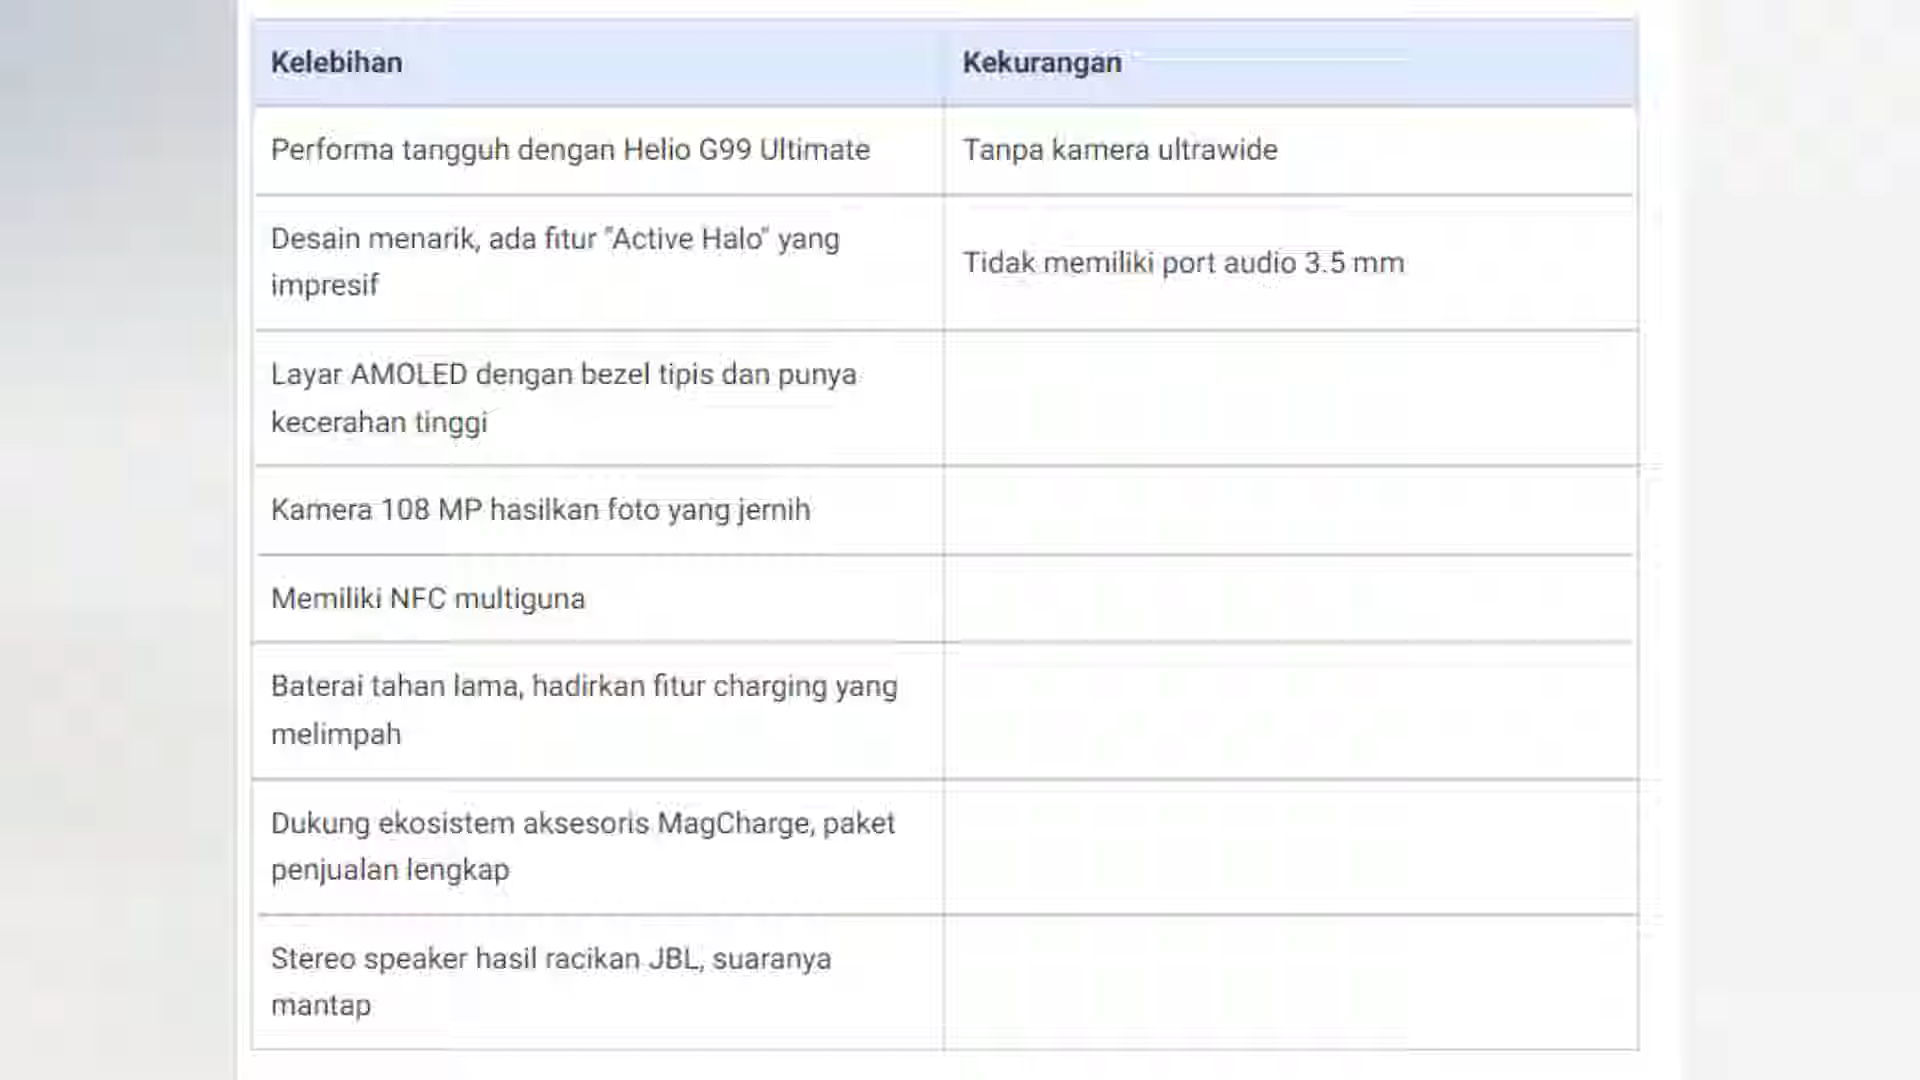 Kelebihan
Kekurangan
Performa tangguh dengan Helio G99 Ultimate
Tanpa kamera ultrawide
Desain menarik, ada fitur "Active Halo" yang
impresif
Tidak memiliki port audio 3.5 mm
Layar AMOLED dengan bezel tipis dan punya
kecerahan tinggi
Kamera 108 MP hasilkan foto yang jernih
Memiliki NFC multiguna
Baterai tahan lama, hadirkan fitur charging yang
melimpah
Dukung ekosistem aksesoris MagCharge, paket
penjualan lengkap
Stereo speaker hasil racikan JBL, suaranya
mantap